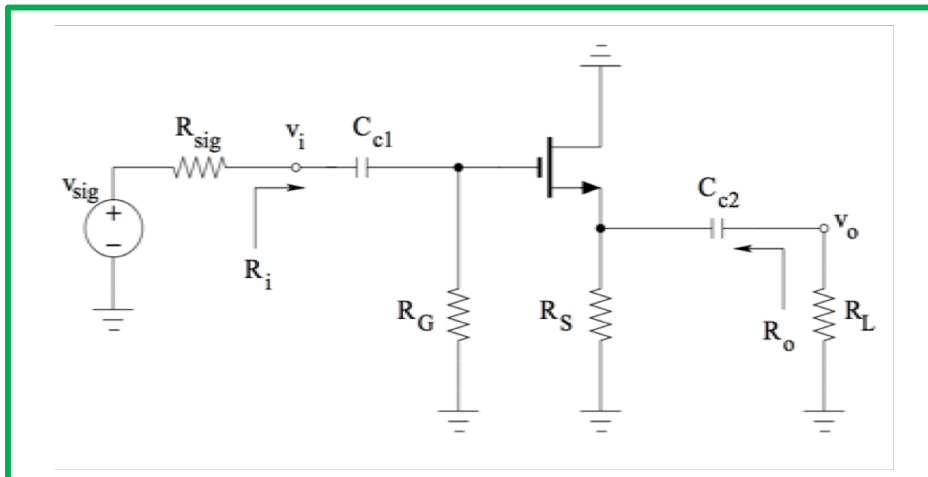 R_sig
v_i
C_c1
v_sig
+
−
R_i
R_G
R_S
C_c2
v_o
R_o
R_L